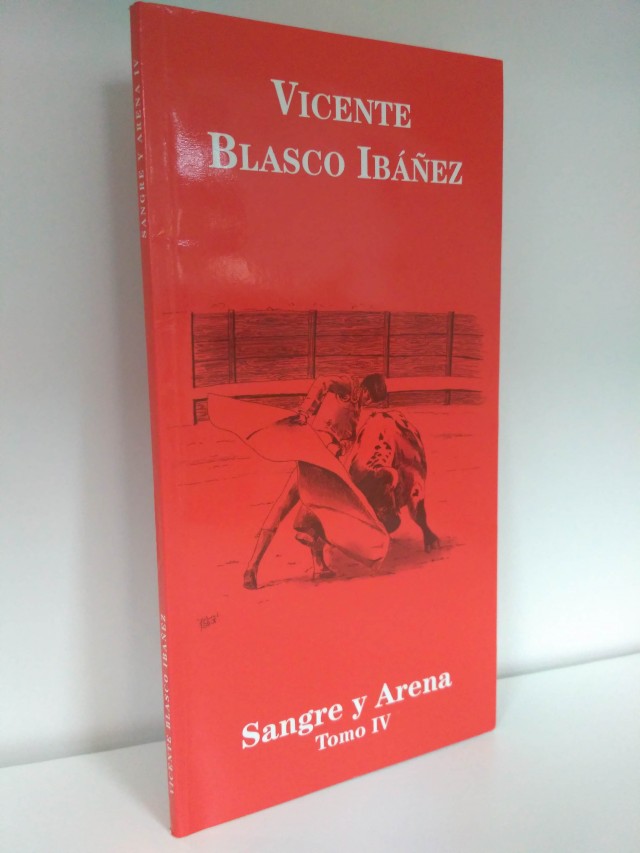 VICENTE
BLASCO IBÁÑEZ
Sangre y Arena
Tomo IV
SANGRE Y ARENA IV
VICENTE BLASCO IBÁÑEZ